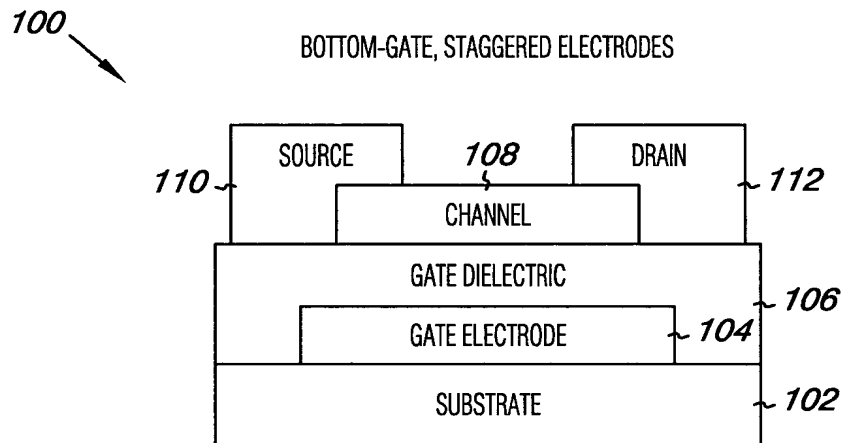 100
BOTTOM-GATE, STAGGERED ELECTRODES
SOURCE
108
DRAIN
110
112
CHANNEL
GATE DIELECTRIC
106
GATE ELECTRODE
104
SUBSTRATE
102